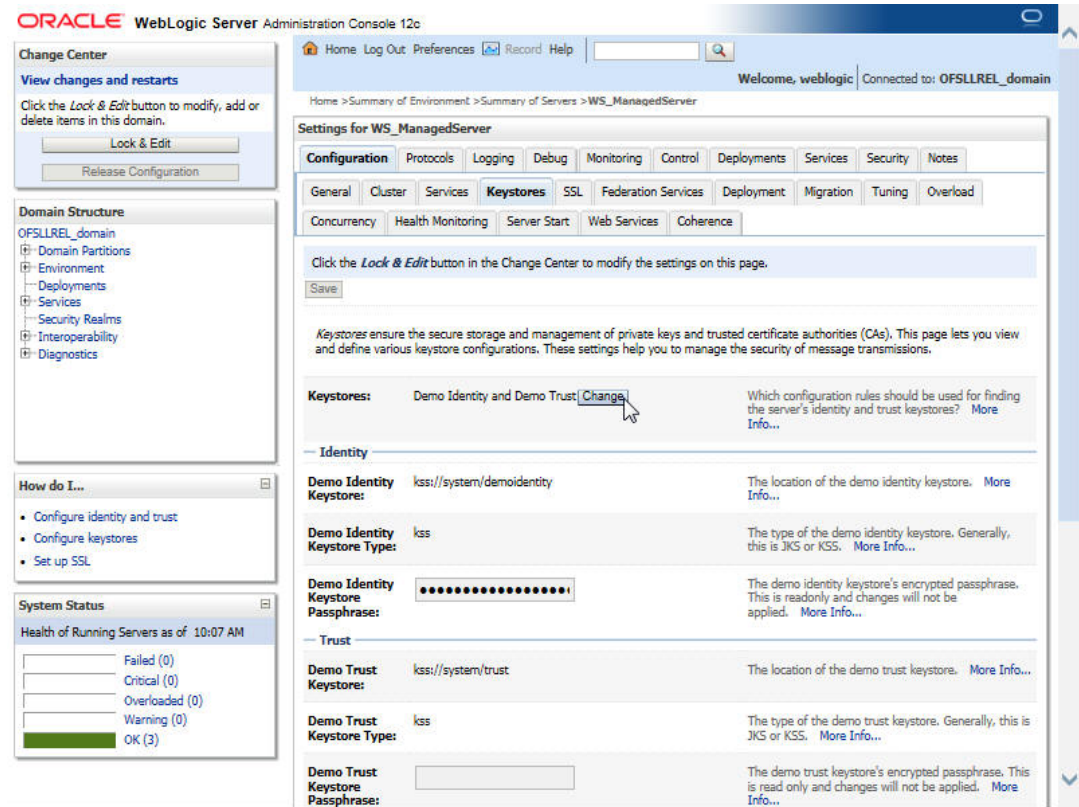 ORACLE WebLogic Server Administration Console 12c
Change Center
View changes and restarts
Click the Lock & Edit button to modify, add or
delete items in this domain.
Lock & Edit
Release Configuration
Domain Structure
OFSLLREL_domain
Domain Partitions
Environment
Deployments
Services
Security Realms
Interoperability
Diagnostics
How do I...
Configure identity and trust
Configure keystores
Set up SSL
System Status
Health of Running Servers as of 10:07 AM
Failed (0)
Critical (0)
Overloaded (0)
Warning (0)
OK (3)
Home Log Out Preferences Record Help
Welcome, weblogic Connected to: OFSLLREL_domain
Home >Summary of Environment >Summary of Servers >WS_ManagedServer
Settings for WS_ManagedServer
Configuration Protocols Logging Debug Monitoring Control Deployments Services Security Notes
General Cluster Services Keystores SSL Federation Services Deployment Migration Tuning Overload
Concurrency Health Monitoring Server Start Web Services Coherence
Click the Lock & Edit button in the Change Center to modify the settings on this page.
Save
Keystores ensure the secure storage and management of private keys and trusted certificate authorities (CAs). This page lets you view
and define various keystore configurations. These settings help you to manage the security of message transmissions.
Keystores: Demo Identity and Demo Trust Change
Which configuration rules should be used for finding
the server's identity and trust keystores? More
Info...
Identity
Demo Identity
Keystore:
kss://system/demoidentity
The location of the demo identity keystore. More
Info...
Demo Identity
Keystore Type:
kss
The type of the demo identity keystore. Generally,
this is JKS or KSS. More Info...
Demo Identity
Keystore
Passphrase:
The demo identity keystore's encrypted passphrase.
This is readonly and changes will not be
applied. More Info...
Trust
Demo Trust
Keystore:
kss://system/trust
The location of the demo trust keystore. More Info...
Demo Trust
Keystore Type:
kss
The type of the demo trust keystore. Generally, this is
JKS or KSS. More Info...
Demo Trust
Keystore
Passphrase:
The demo trust keystore's encrypted passphrase. This
is read only and changes will not be applied. More
Info...